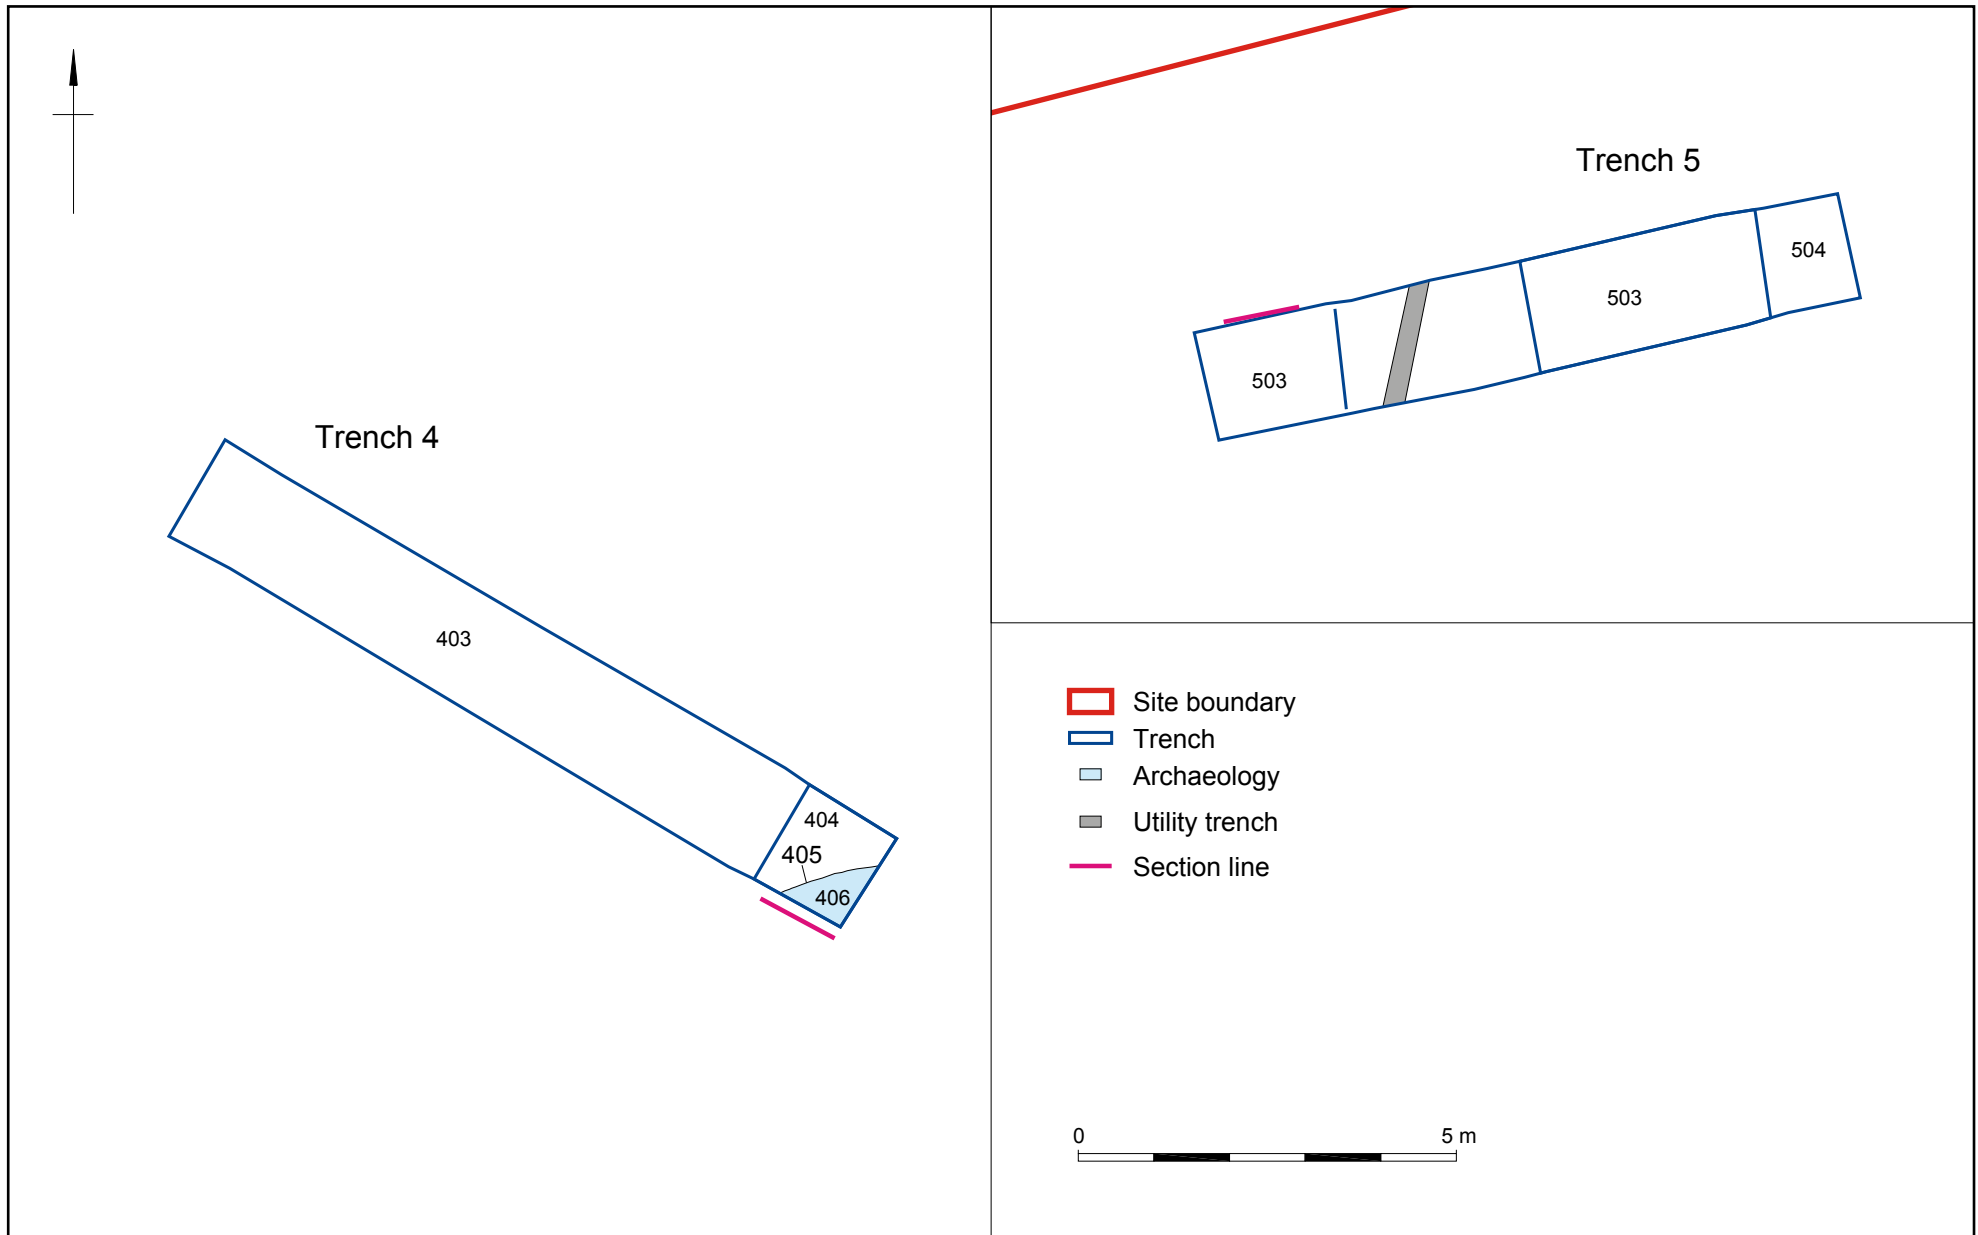 Trench 4
403
404
405
406
Trench 5
503
503
504
Site boundary
Trench
Archaeology
Utility trench
Section line
0 5 m